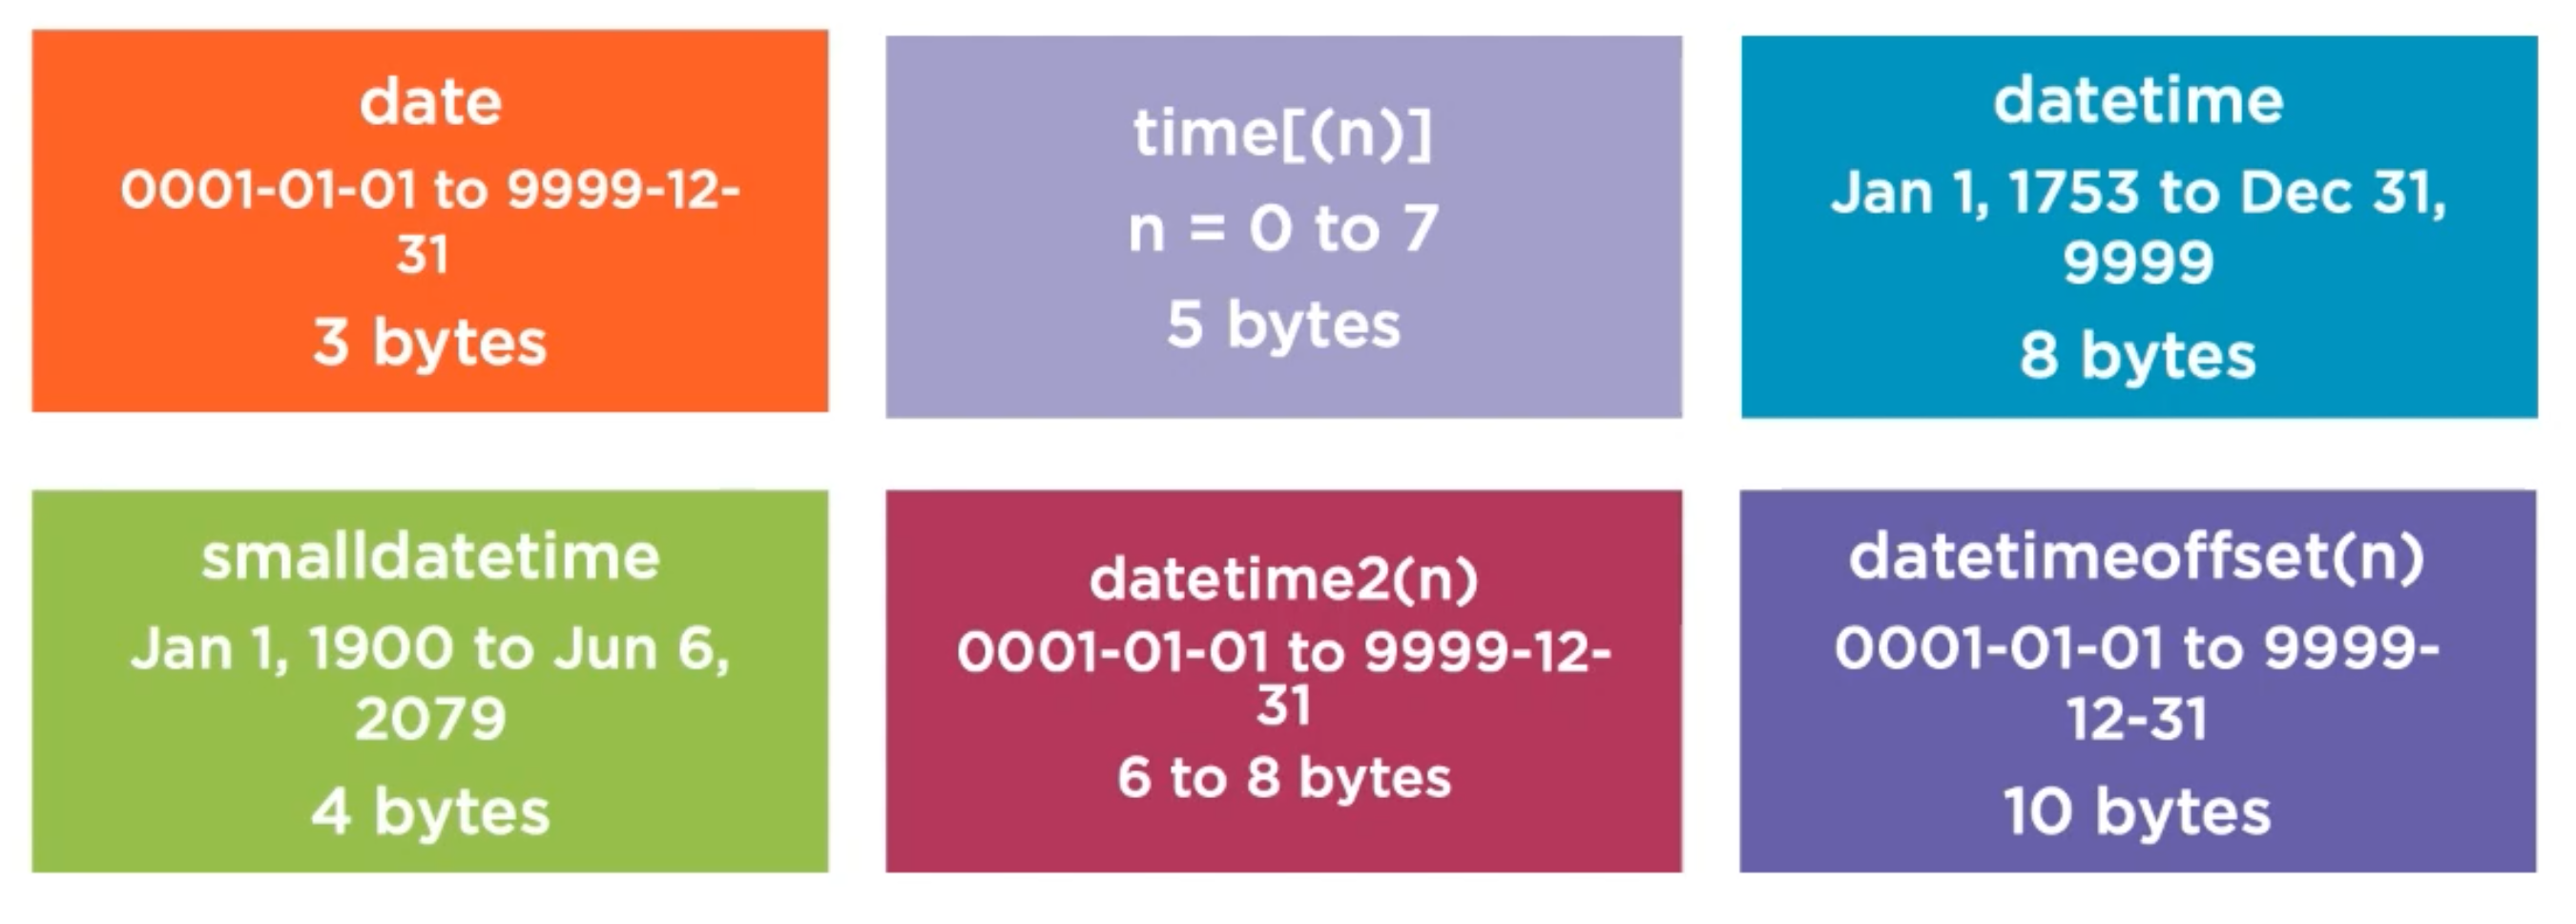 date
0001-01-01 to 9999-12-
31
3 bytes
time[(n)]
n = 0 to 7
5 bytes
datetime
Jan 1, 1753 to Dec 31,
9999
8 bytes
smalldatetime
Jan 1, 1900 to Jun 6,
2079
4 bytes
datetime2(n)
0001-01-01 to 9999-12-
31
6 to 8 bytes
datetimeoffset(n)
0001-01-01 to 9999-
12-31
10 bytes